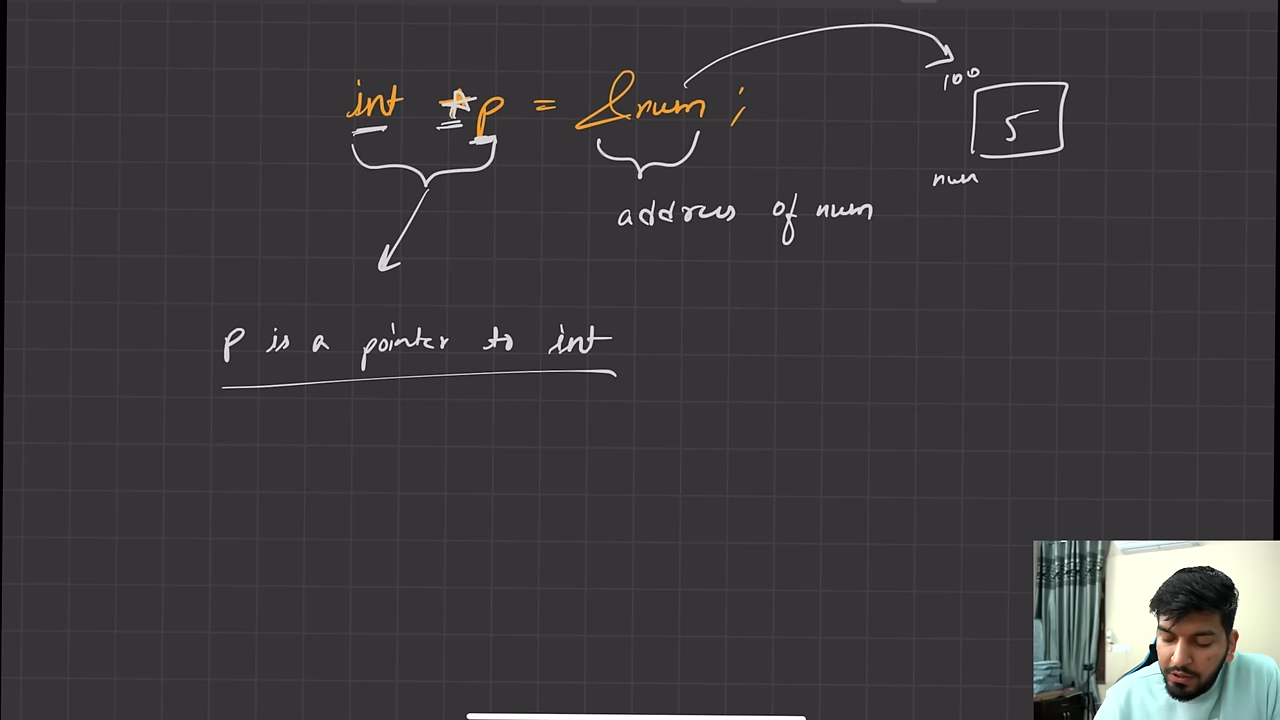 int *p = &num ;
100
5
num
address of num
p is a pointer to int